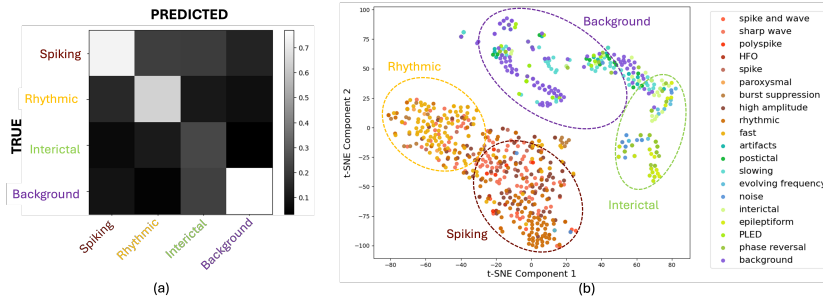 PREDICTED
TRUE
Spiking
Rhythmic
Interictal
Background
Spiking
Rhythmic
Interictal
Background
0.7
0.6
0.5
0.4
0.3
0.2
0.1
(a)
(b)
t-SNE Component 2
100
75
50
25
0
−25
−50
−75
−100
−80
−60
−40
−20
0
20
40
60
80
t-SNE Component 1
Background
Rhythmic
Spiking
Interictal
spike and wave
sharp wave
polyspike
HFO
spike
paroxysmal
burst suppression
high amplitude
rhythmic
fast
artifacts
postictal
slowing
evolving frequency
noise
interictal
epileptiform
PLED
phase reversal
background